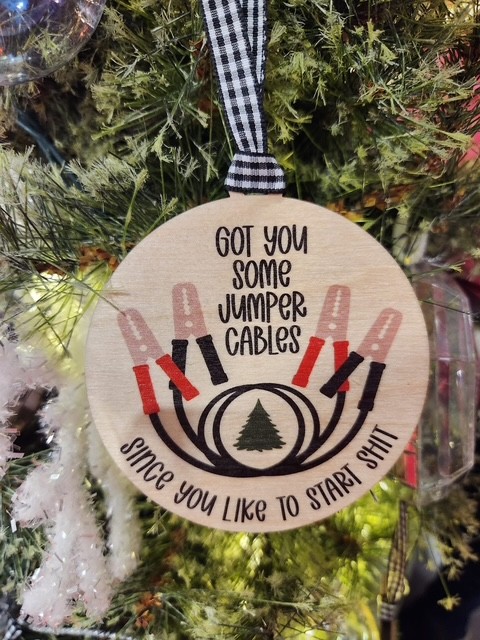 GOT YOU
SOME
JUMPER
CABLES
SINCE YOU LIKE TO START SHIT